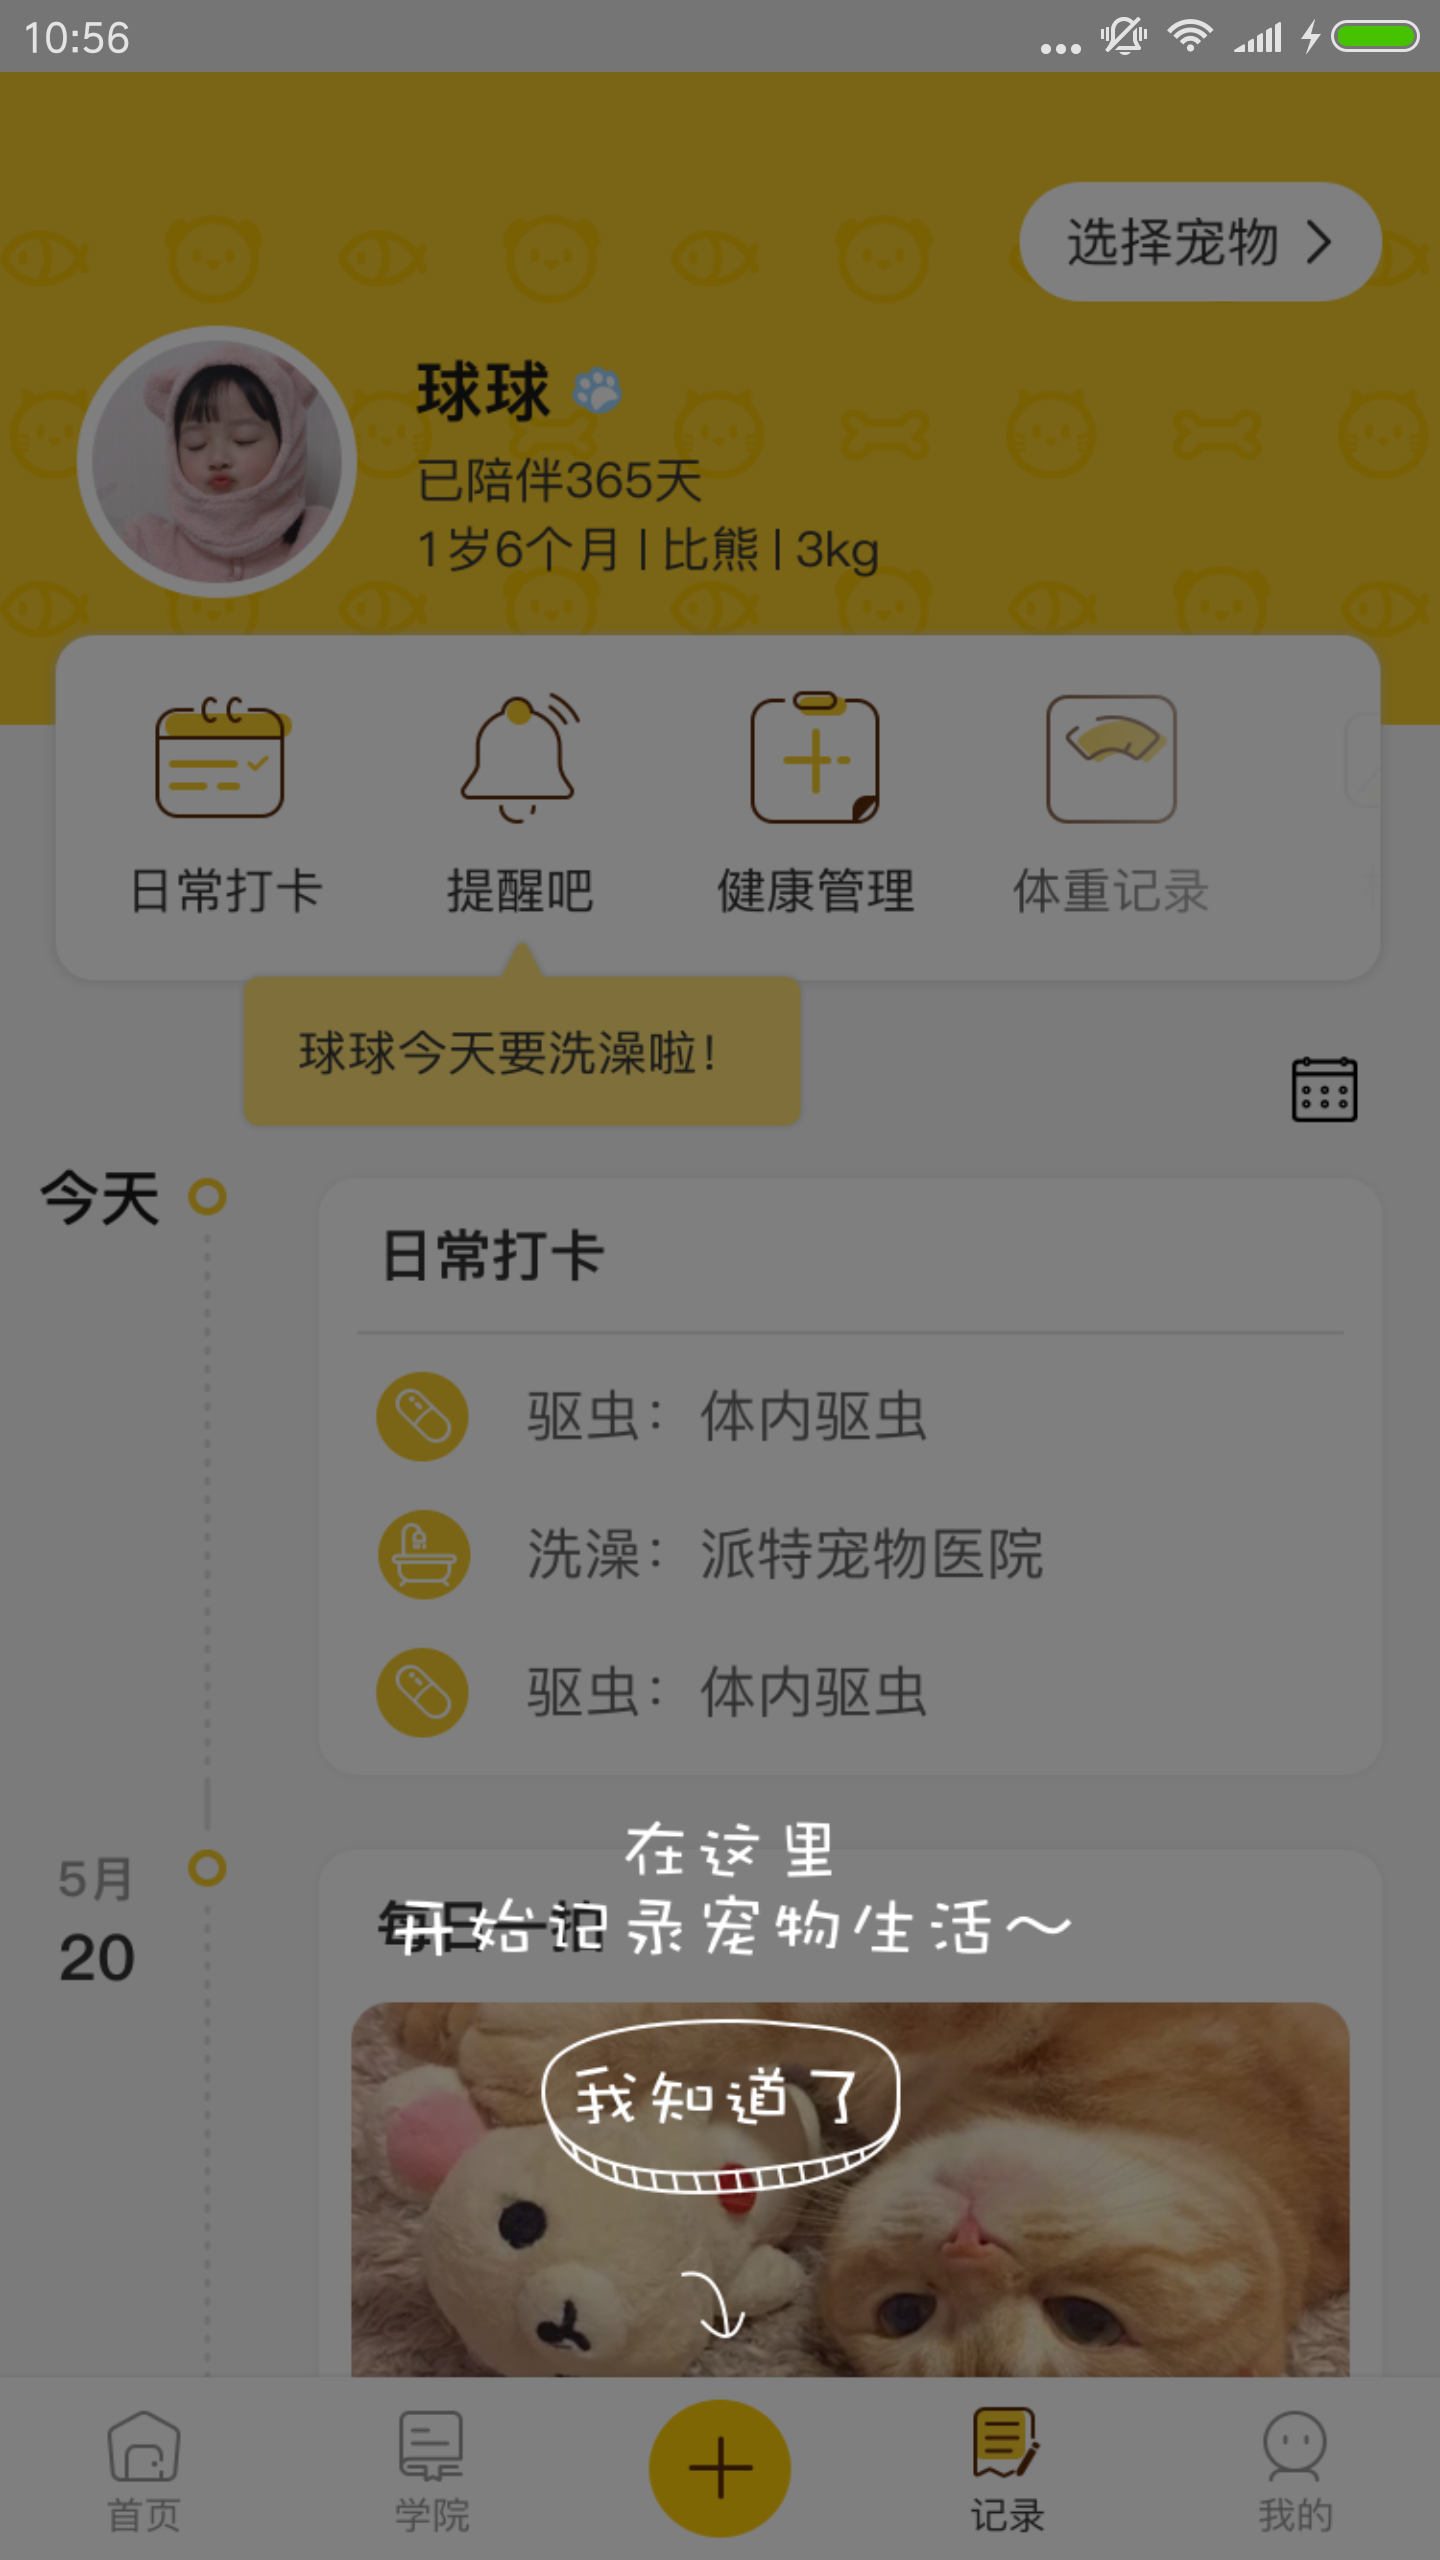 10:56
选择宠物
球球
已陪伴365天
1岁6个月 | 比熊 | 3kg
日常打卡
提醒吧
健康管理
体重记录
球球今天要洗澡啦！
今天
日常打卡
驱虫：体内驱虫
洗澡：派特宠物医院
驱虫：体内驱虫
在这里
开始记录宠物生活～
5月
20
每日一拍
我知道了
首页
学院
记录
我的